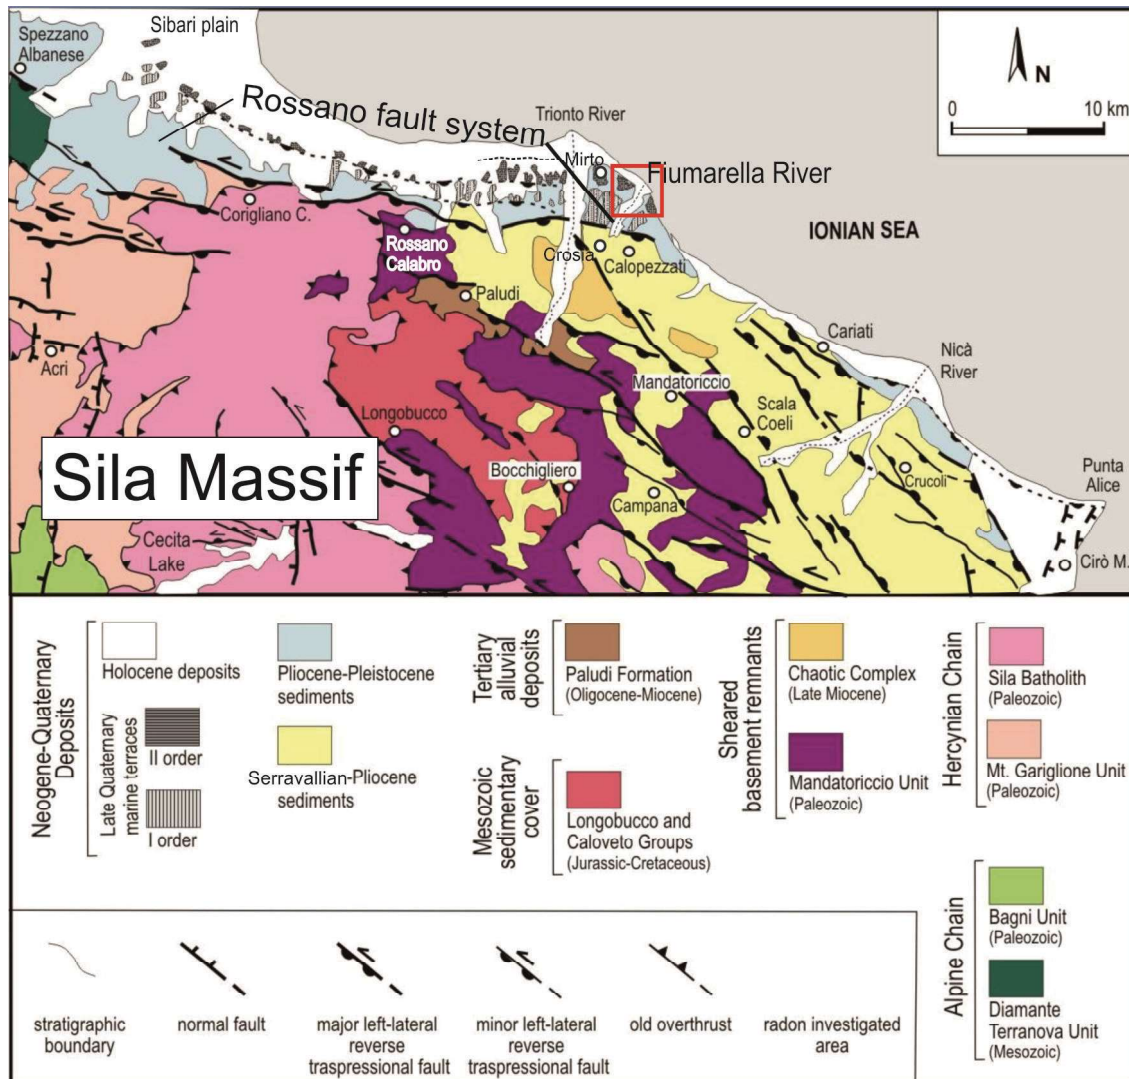 Sibari plain
Spezzano
Albanese
Rossano fault system
Trionto River
N
0 10 km
Mirto
Fiumarella River
IONIAN SEA
Corigliano C.
Rossano
Calabro
Crosia
Calopezzati
Paludi
Cariati
Nicà
River
Acri
Mandatoriccio
Scala
Coeli
Longobucco
Sila Massif
Bocchigliero
Campana
Crucoli
Punta
Alice
Cecita
Lake
Cirò M.
Neogene-Quaternary
Deposits
Holocene deposits
Late Quaternary
marine terraces
II order
I order
Pliocene-Pleistocene
sediments
Serravallian-Pliocene
sediments
Tertiary
alluvial
deposits
Paludi Formation
(Oligocene-Miocene)
Mesozoic
sedimentary
cover
Longobucco and
Caloveto Groups
(Jurassic-Cretaceous)
Sheared
basement remnants
Chaotic Complex
(Late Miocene)
Mandatoriccio Unit
(Paleozoic)
Hercynian Chain
Sila Batholith
(Paleozoic)
Mt. Gariglione Unit
(Paleozoic)
Alpine Chain
Bagni Unit
(Paleozoic)
Diamante
Terranova Unit
(Mesozoic)
stratigraphic
boundary
normal fault
major left-lateral
reverse
traspressional fault
minor left-lateral
reverse
traspressional fault
old overthrust
radon investigated
area